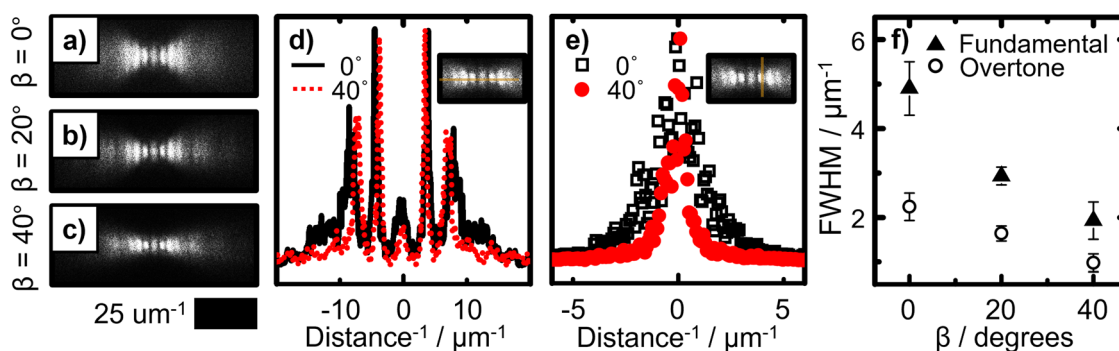 β = 0°
a)
β = 20°
b)
β = 40°
c)
25 um⁻¹
d)
0°
40°
-10 0 10
Distance⁻¹ / µm⁻¹
e)
0°
40°
-5 0 5
Distance⁻¹ / µm⁻¹
f)
Fundamental
Overtone
FWHM / µm⁻¹
6
4
2
0 20 40
β / degrees